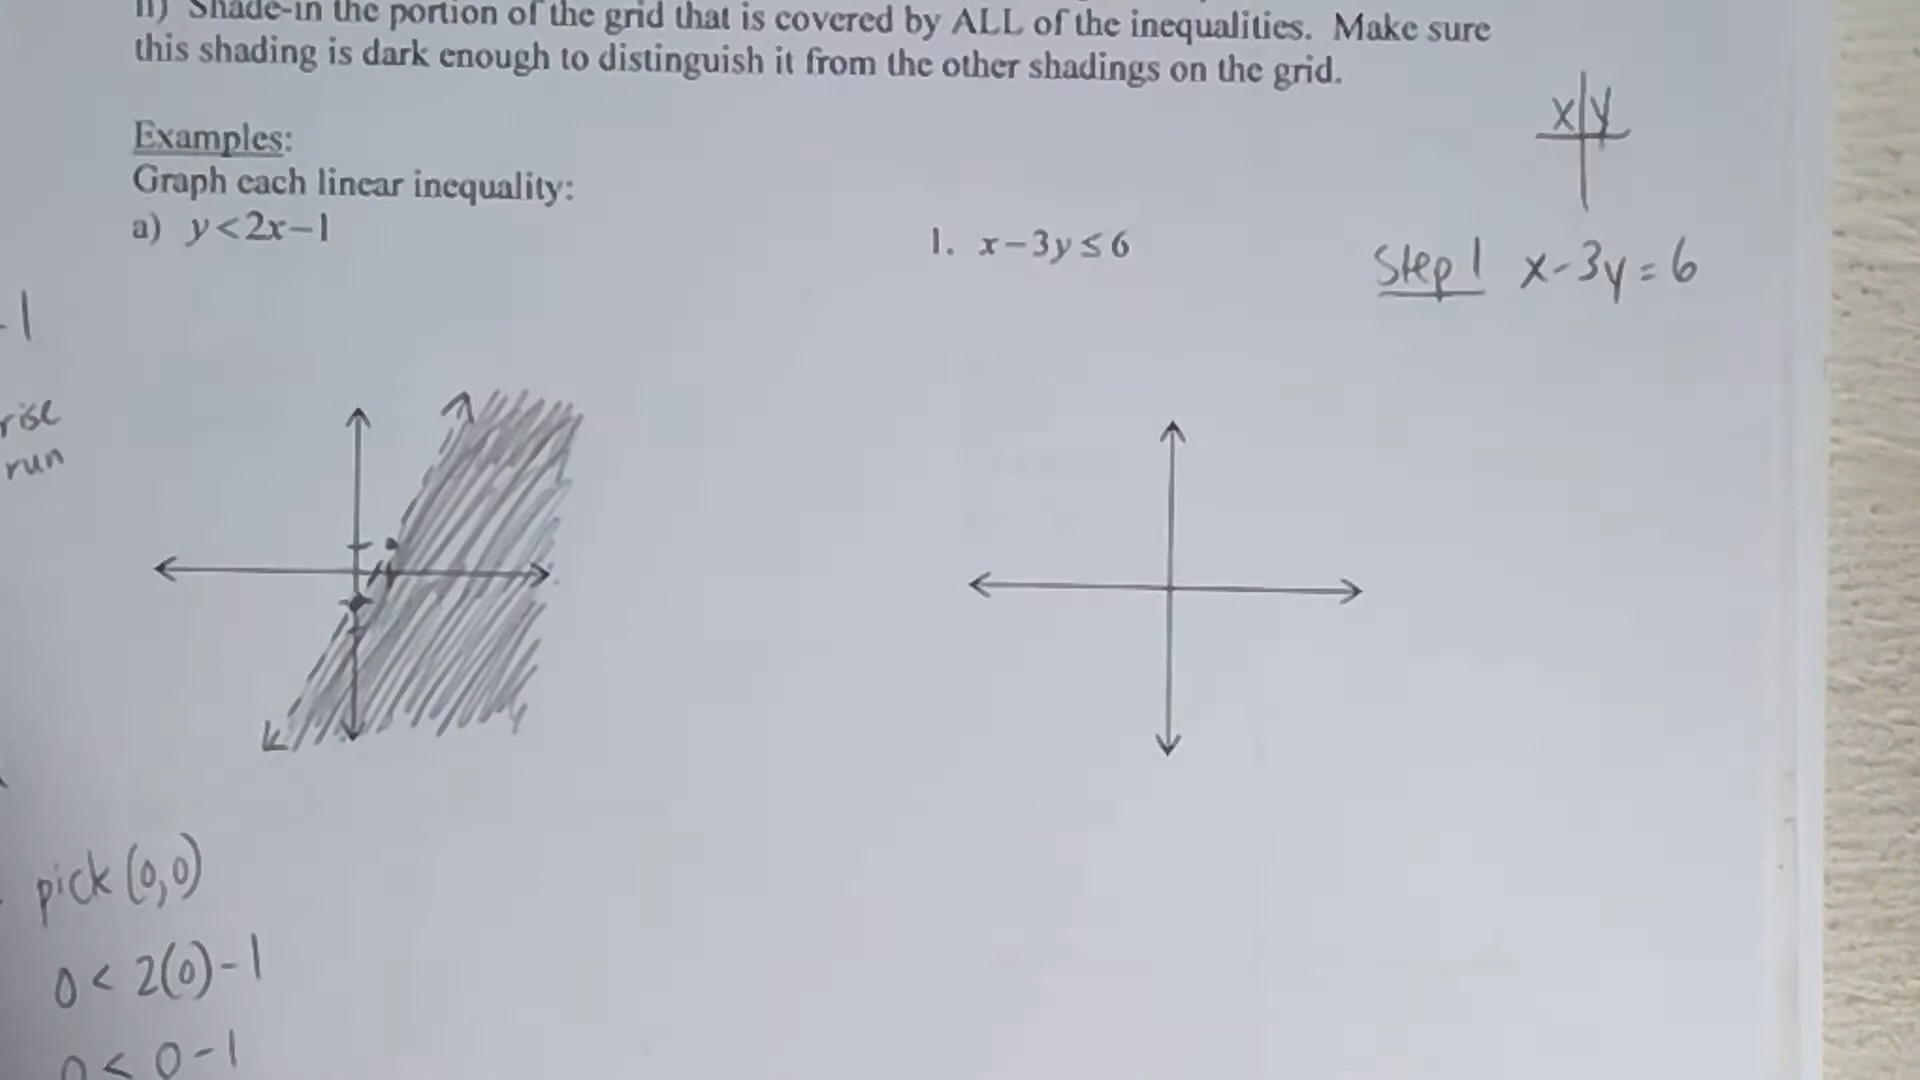 ii) Shade-in the portion of the grid that is covered by ALL of the inequalities. Make sure
this shading is dark enough to distinguish it from the other shadings on the grid.
x y
Examples:
Graph each linear inequality:
a) y<2x-1
1. x-3y≤6
Step 1 x-3y=6
-1
rise
run
pick (0,0)
0 < 2(0)-1
0 < 0-1